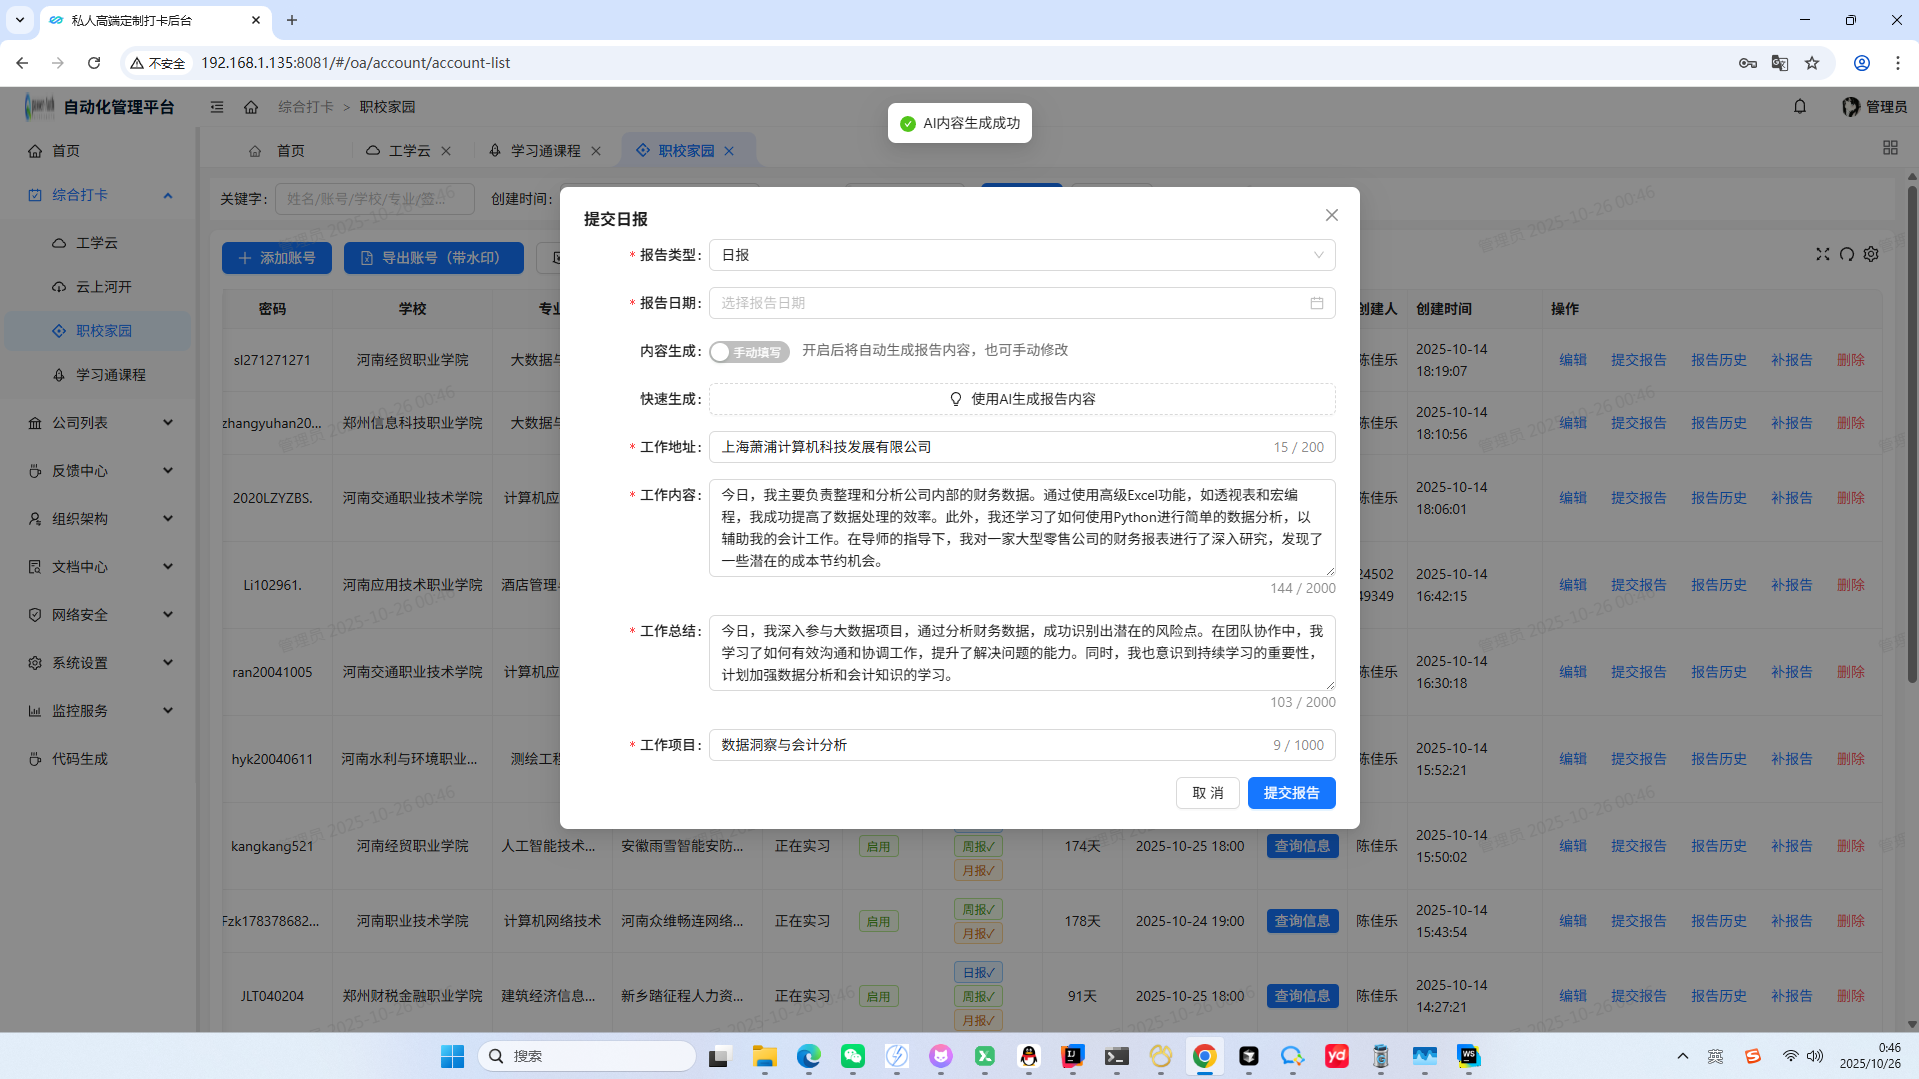 私人高端定制打卡后台
不安全
192.168.1.135:8081/#/oa/account/account-list
自动化管理平台
综合打卡 > 职校家园
AI内容生成成功
管理员
首页
综合打卡
工学云
云上河开
职校家园
学习通课程
公司列表
反馈中心
组织架构
文档中心
网络安全
系统设置
监控服务
代码生成
首页
工学云
学习通课程
职校家园
关键字:
姓名/账号/学校/专业/签...
创建时间:
添加账号
导出账号（带水印）
密码 学校 操作
创建时间
sl271271271 河南经贸职业学院 陈佳乐 2025-10-14 18:19:07 编辑 提交报告 报告历史 补报告 删除
zhangyuhan20... 郑州信息科技职业学院 陈佳乐 2025-10-14 18:10:56 编辑 提交报告 报告历史 补报告 删除
2020LZYZBS. 河南交通职业学院 陈佳乐 2025-10-14 18:06:01 编辑 提交报告 报告历史 补报告 删除
Li102961. 河南应用技术职业学院 酒店管理 24502 49349 2025-10-14 16:42:15 编辑 提交报告 报告历史 补报告 删除
ran20041005 河南交通职业学院 陈佳乐 2025-10-14 16:30:18 编辑 提交报告 报告历史 补报告 删除
hyk20040611 河南水利与环境职业... 陈佳乐 2025-10-14 15:52:21 编辑 提交报告 报告历史 补报告 删除
kangkang521 河南经贸职业学院 人工智能技术... 安徽雨雪智能安防... 正在实习 启用 周报✓ 月报✓ 174天 2025-10-25 18:00 查询信息 陈佳乐 2025-10-14 15:50:02 编辑 提交报告 报告历史 补报告 删除
Fzk178378682... 河南职业技术学院 计算机网络技术 河南众维畅连网络... 正在实习 启用 周报✓ 月报✓ 178天 2025-10-24 19:00 查询信息 陈佳乐 2025-10-14 15:43:54 编辑 提交报告 报告历史 补报告 删除
JLT040204 郑州财税金融职业学院 建筑经济信息... 新乡踏征程人力资... 正在实习 启用 日报✓ 周报✓ 月报✓ 91天 2025-10-25 18:00 查询信息 陈佳乐 2025-10-14 14:27:21 编辑 提交报告 报告历史 补报告 删除
提交日报
* 报告类型: 日报
* 报告日期: 选择报告日期
内容生成: 手动填写 开启后将自动生成报告内容，也可手动修改
快速生成: 使用AI生成报告内容
* 工作地址: 上海萧浦计算机科技发展有限公司 15 / 200
* 工作内容: 今日，我主要负责整理和分析公司内部的财务数据。通过使用高级Excel功能，如透视表和宏编
程，我成功提高了数据处理的效率。此外，我还学习了如何使用Python进行简单的数据分析，以
辅助我的会计工作。在导师的指导下，我对一家大型零售公司的财务报表进行了深入研究，发现了
一些潜在的成本节约机会。
144 / 2000
* 工作总结: 今日，我深入参与大数据项目，通过分析财务数据，成功识别出潜在的风险点。在团队协作中，我
学习了如何有效沟通和协调工作，提升了解决问题的能力。同时，我也意识到持续学习的重要性，
计划加强数据分析和会计知识的学习。
103 / 2000
* 工作项目: 数据洞察与会计分析 9 / 1000
取 消 提交报告
管理员 2025-10-26 00:46
搜索
英
0:46
2025/10/26